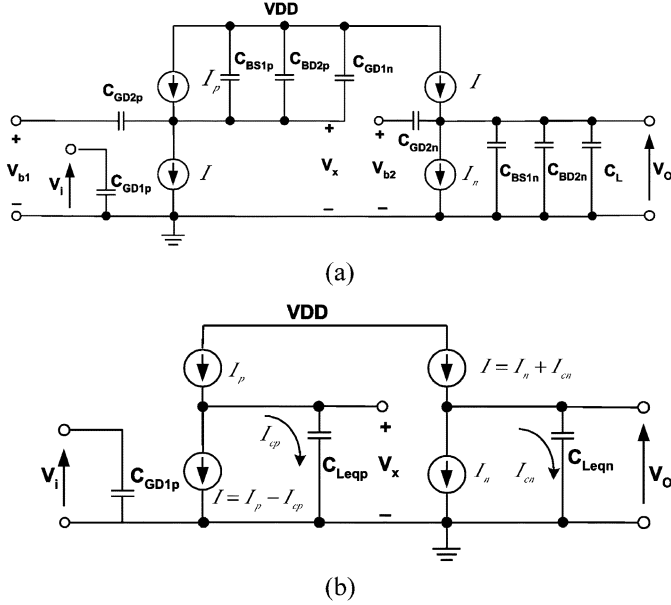 VDD
C_GD2p
I_p
C_BS1p
C_BD2p
C_GD1n
I
+
V_b1
−
V_i
C_GD1p
I
+
V_x
−
+
V_b2
−
C_GD2n
I_n
C_BS1n
C_BD2n
C_L
V_O
(a)
VDD
I_p
I = I_n + I_cn
V_i
C_GD1p
I = I_p − I_cp
I_cp
C_Leqp
+
V_x
−
I_n
I_cn
C_Leqn
V_O
(b)